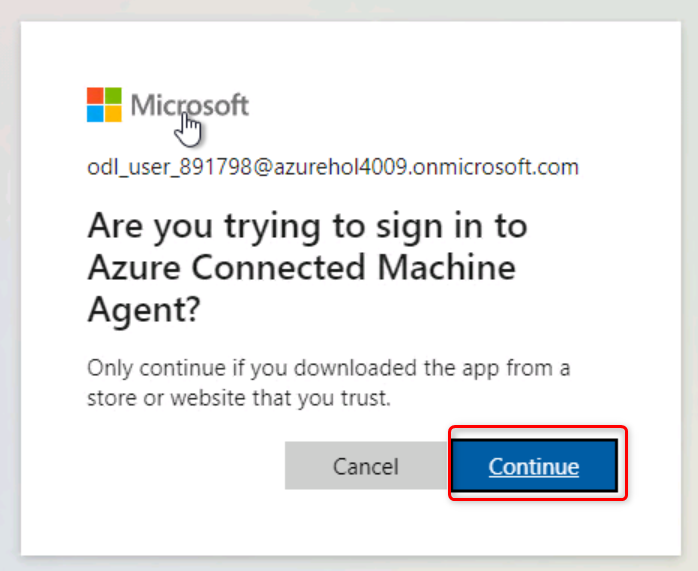 Microsoft
odl_user_891798@azurehol4009.onmicrosoft.com
Are you trying to sign in to
Azure Connected Machine
Agent?
Only continue if you downloaded the app from a
store or website that you trust.
Cancel
Continue